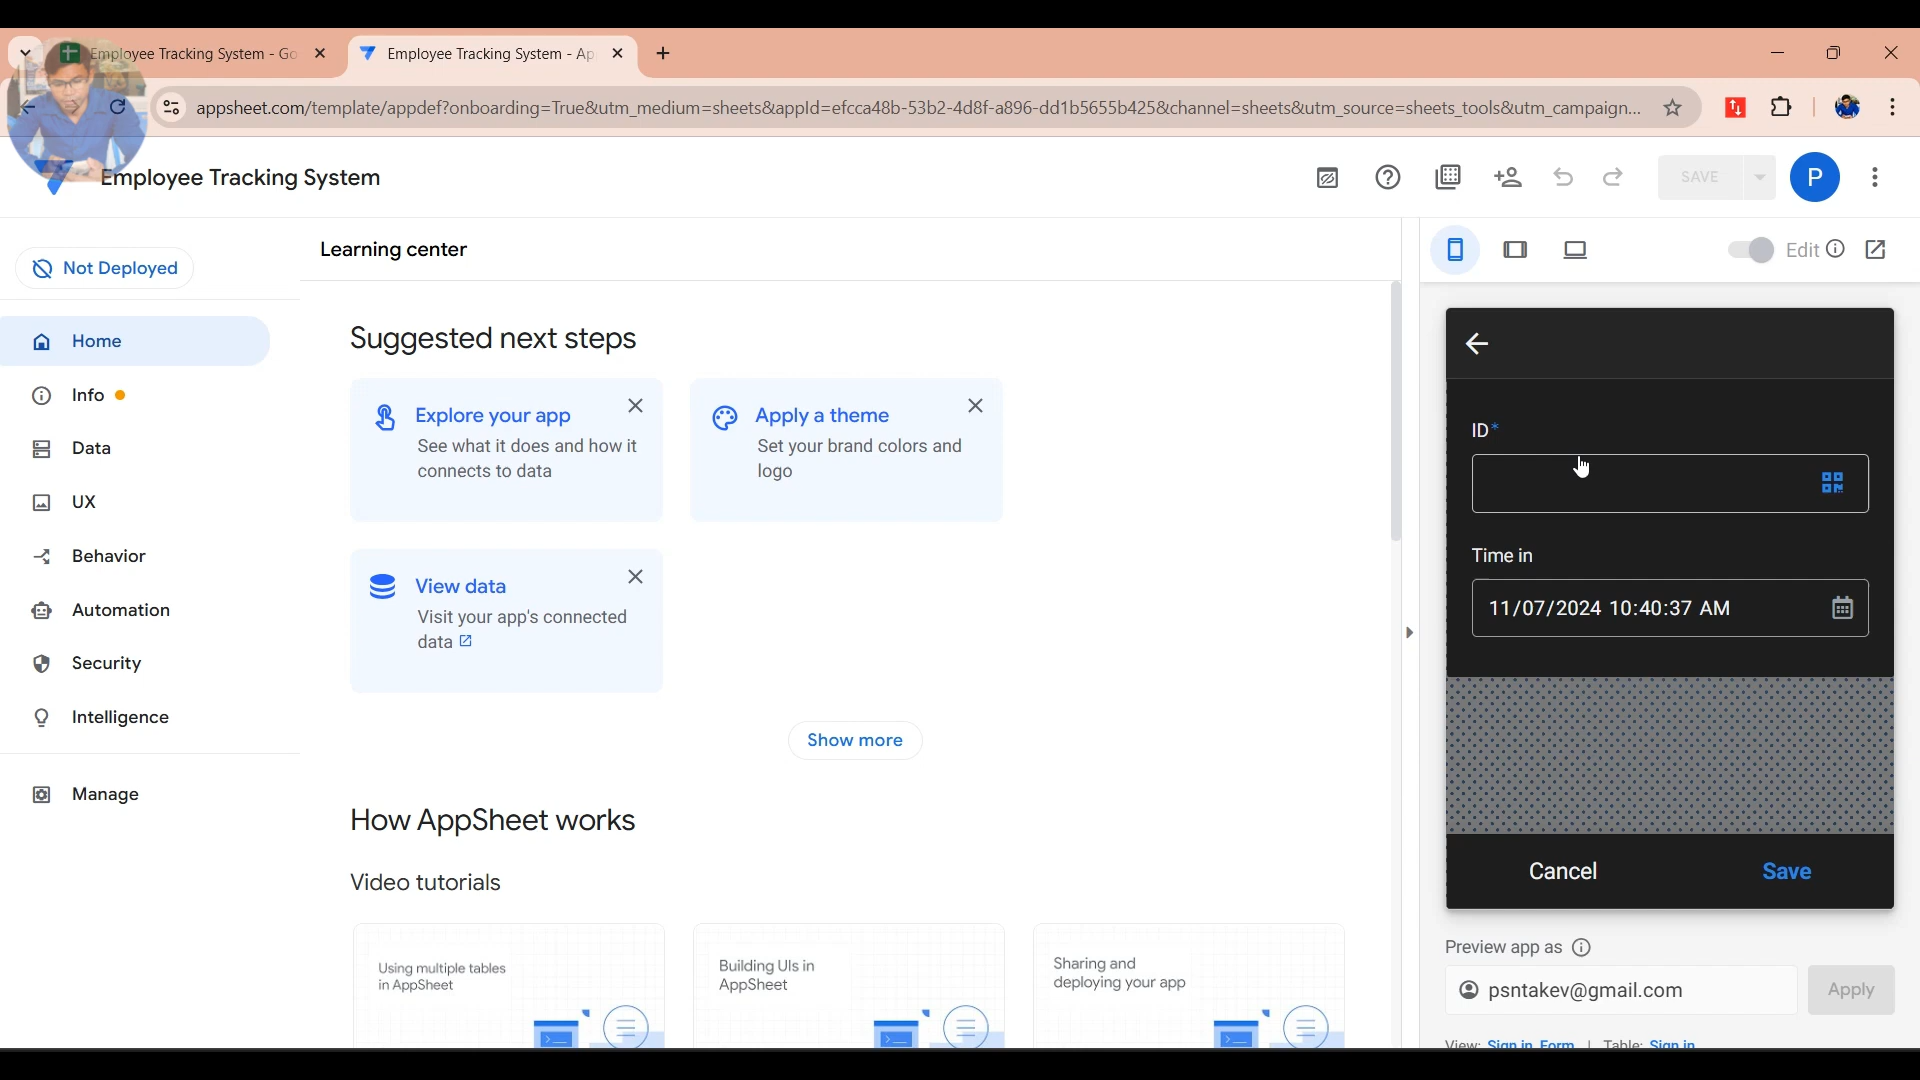 Employee Tracking System - Go
Employee Tracking System - Ap
appsheet.com/template/appdef?onboarding=True&utm_medium=sheets&appId=efcca48b-53b2-4d8f-a896-dd1b5655b425&channel=sheets&utm_source=sheets_tools&utm_campaign...
Employee Tracking System
SAVE
P
Not Deployed
Home
Info
Data
UX
Behavior
Automation
Security
Intelligence
Manage
Learning center
Suggested next steps
Explore your app
See what it does and how it
connects to data
Apply a theme
Set your brand colors and
logo
View data
Visit your app's connected
data
Show more
How AppSheet works
Video tutorials
Using multiple tables
in AppSheet
Building UIs in
AppSheet
Sharing and
deploying your app
Edit
ID*
Time in
11/07/2024 10:40:37 AM
Cancel
Save
Preview app as
psntakev@gmail.com
Apply
View: Sign in_Form | Table: Sign in